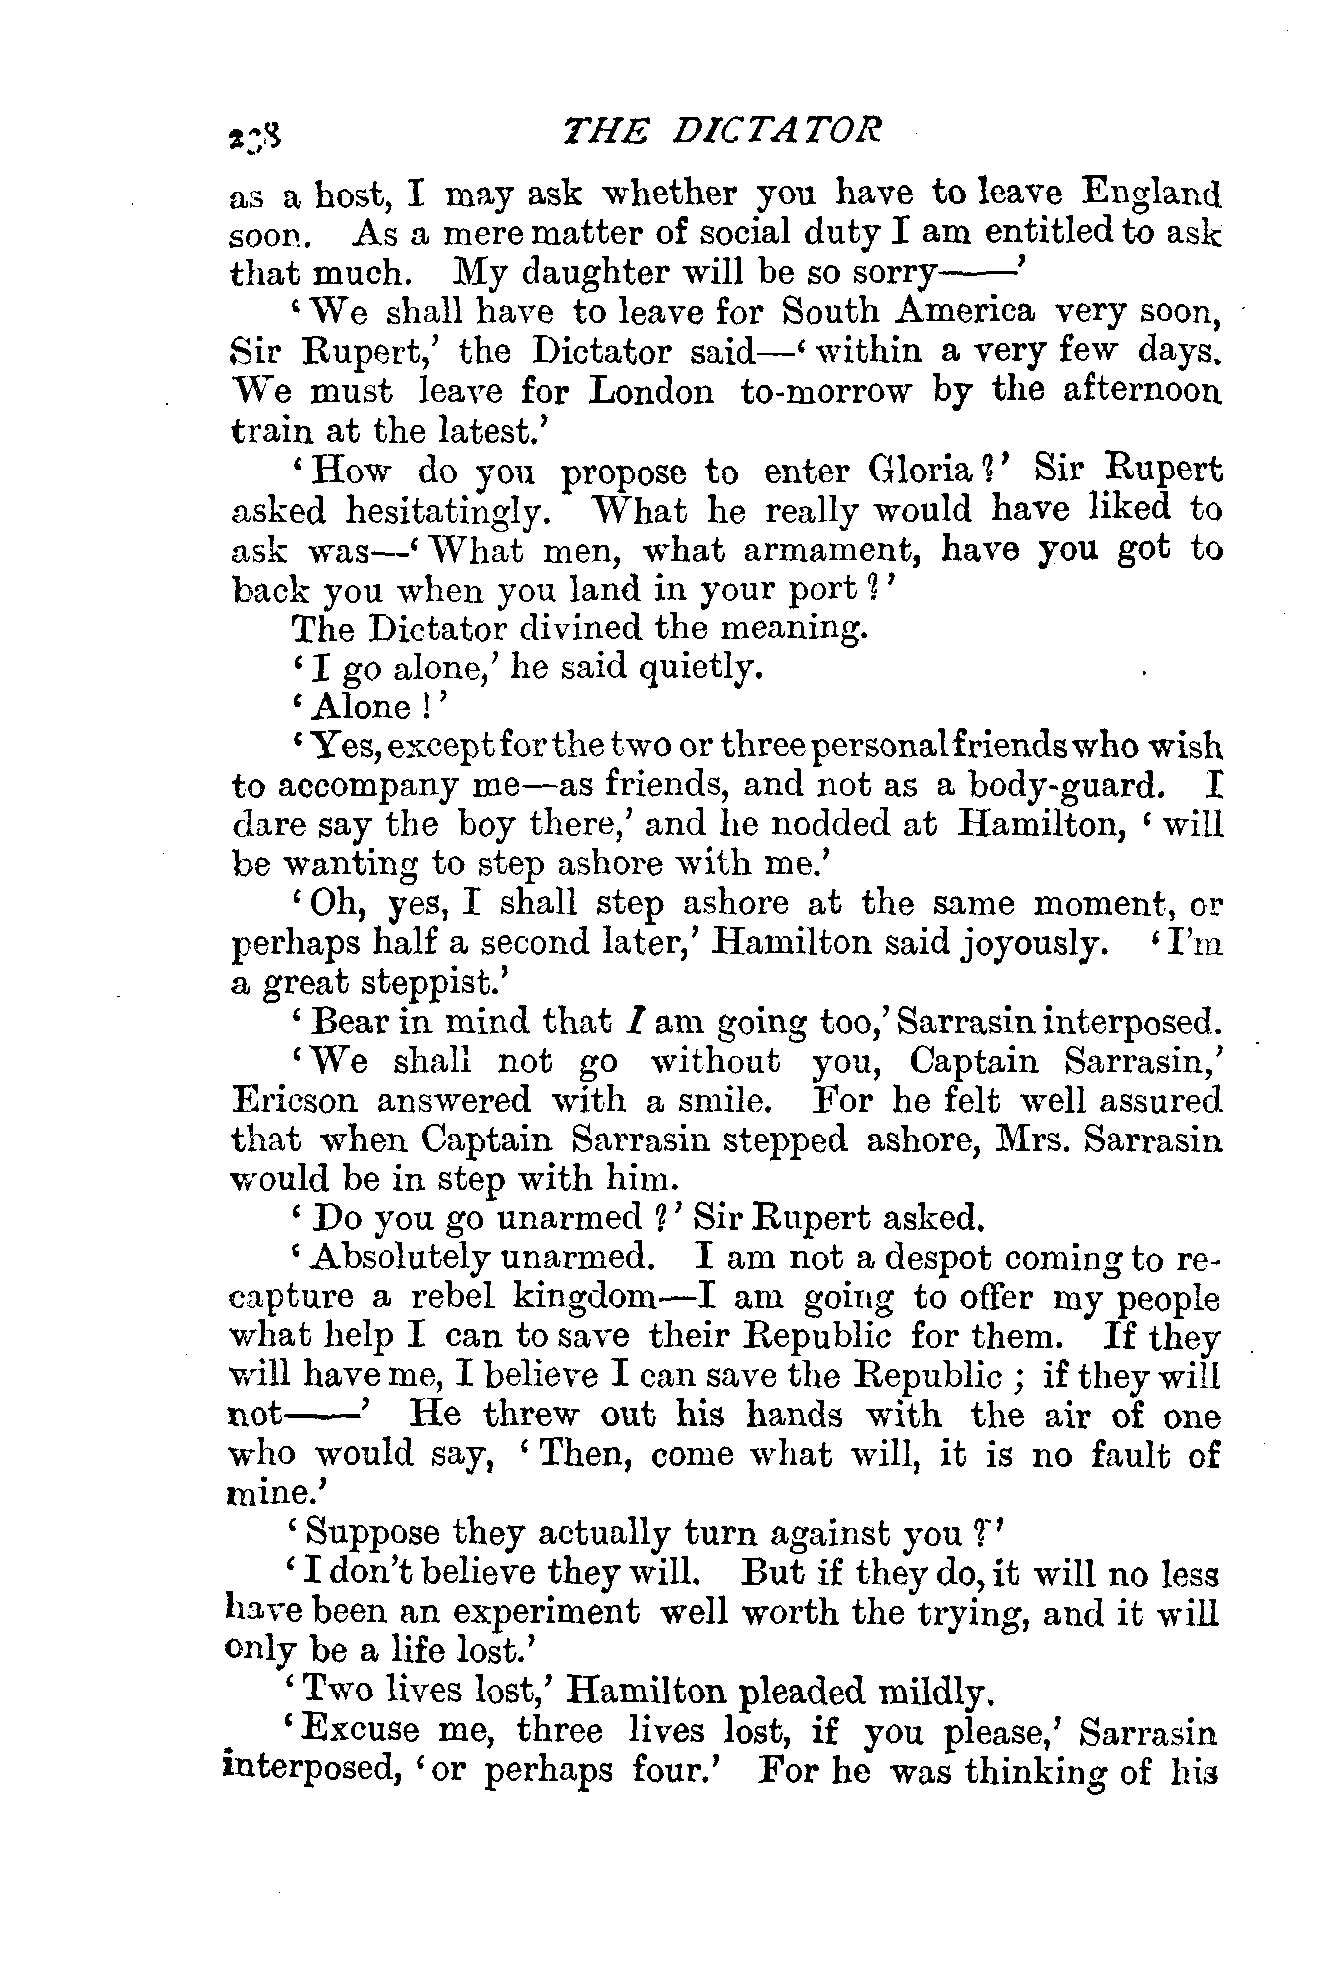 238 THE DICTATOR
as a host, I may ask whether you have to leave England
soon. As a mere matter of social duty I am entitled to ask
that much. My daughter will be so sorry——’
‘We shall have to leave for South America very soon,
Sir Rupert,’ the Dictator said—‘within a very few days.
We must leave for London to-morrow by the afternoon
train at the latest.’
‘How do you propose to enter Gloria?’ Sir Rupert
asked hesitatingly. What he really would have liked to
ask was—‘What men, what armament, have you got to
back you when you land in your port?’
The Dictator divined the meaning.
‘I go alone,’ he said quietly.
‘Alone!’
‘Yes, except for the two or three personal friends who wish
to accompany me—as friends, and not as a body-guard. I
dare say the boy there,’ and he nodded at Hamilton, ‘will
be wanting to step ashore with me.’
‘Oh, yes, I shall step ashore at the same moment, or
perhaps half a second later,’ Hamilton said joyously. ‘I’m
a great steppist.’
‘Bear in mind that I am going too,’ Sarrasin interposed.
‘We shall not go without you, Captain Sarrasin,’
Ericson answered with a smile. For he felt well assured
that when Captain Sarrasin stepped ashore, Mrs. Sarrasin
would be in step with him.
‘Do you go unarmed?’ Sir Rupert asked.
‘Absolutely unarmed. I am not a despot coming to re-
capture a rebel kingdom—I am going to offer my people
what help I can to save their Republic for them. If they
will have me, I believe I can save the Republic; if they will
not——’ He threw out his hands with the air of one
who would say, ‘Then, come what will, it is no fault of
mine.’
‘Suppose they actually turn against you?’
‘I don’t believe they will. But if they do, it will no less
have been an experiment well worth the trying, and it will
only be a life lost.’
‘Two lives lost,’ Hamilton pleaded mildly.
‘Excuse me, three lives lost, if you please,’ Sarrasin
interposed, ‘or perhaps four.’ For he was thinking of his